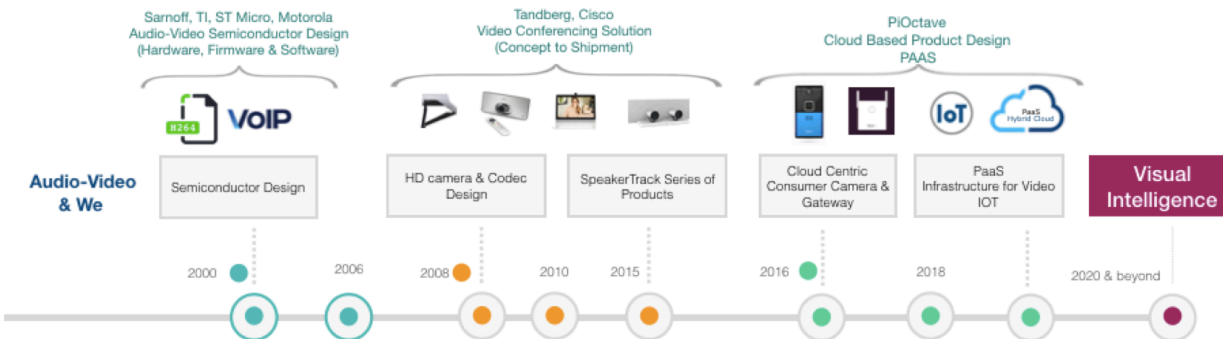 Sarnoff, TI, ST Micro, Motorola
Audio-Video Semiconductor Design
(Hardware, Firmware & Software)
Tandberg, Cisco
Video Conferencing Solution
(Concept to Shipment)
PiOctave
Cloud Based Product Design
PAAS
H264
VoIP
IoT
PaaS
Hybrid Cloud
Audio-Video
& We
Semiconductor Design
HD camera & Codec
Design
SpeakerTrack Series of
Products
Cloud Centric
Consumer Camera &
Gateway
PaaS
Infrastructure for Video
IOT
Visual
Intelligence
2000
2006
2008
2010
2015
2016
2018
2020 & beyond